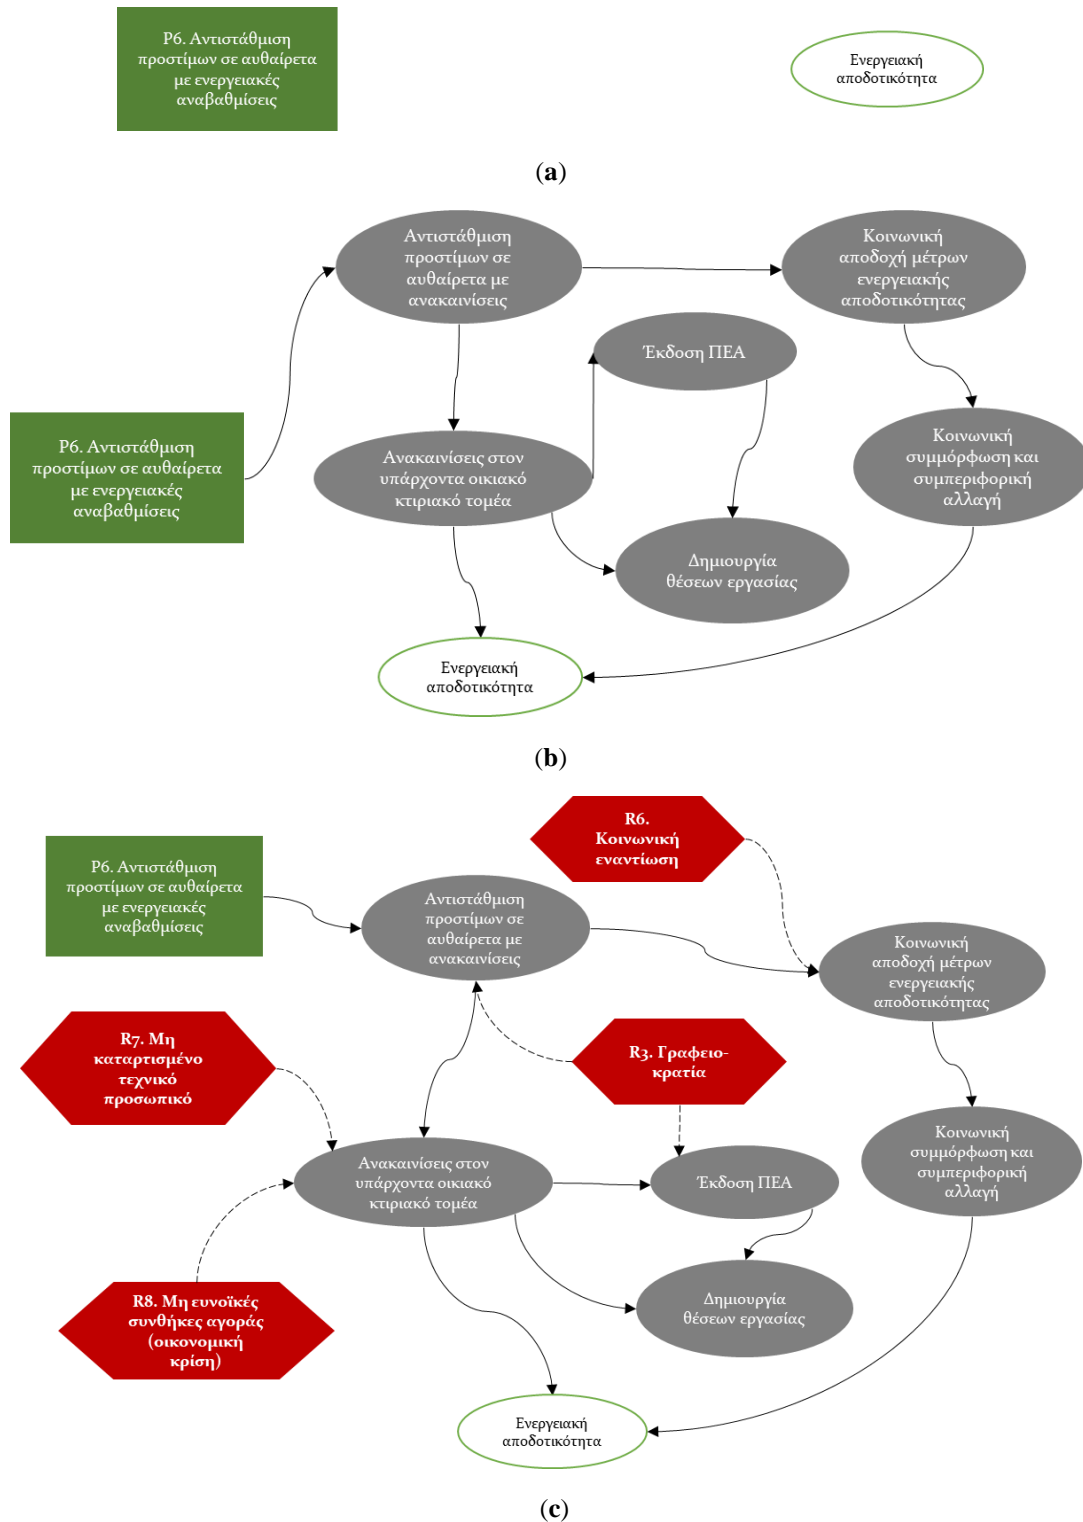 P6. Αντιστάθμιση
προστίμων σε αυθαίρετα
με ενεργειακές
αναβαθμίσεις
Ενεργειακή
αποδοτικότητα
(a)
Αντιστάθμιση
προστίμων σε
αυθαίρετα με
ανακαινίσεις
Κοινωνική
αποδοχή μέτρων
ενεργειακής
αποδοτικότητας
Έκδοση ΠΕΑ
P6. Αντιστάθμιση
προστίμων σε αυθαίρετα
με ενεργειακές
αναβαθμίσεις
Ανακαινίσεις στον
υπάρχοντα οικιακό
κτιριακό τομέα
Κοινωνική
συμμόρφωση και
συμπεριφορική
αλλαγή
Δημιουργία
θέσεων εργασίας
Ενεργειακή
αποδοτικότητα
(b)
R6.
Κοινωνική
εναντίωση
P6. Αντιστάθμιση
προστίμων σε αυθαίρετα
με ενεργειακές
αναβαθμίσεις
Αντιστάθμιση
προστίμων σε
αυθαίρετα με
ανακαινίσεις
Κοινωνική
αποδοχή μέτρων
ενεργειακής
αποδοτικότητας
R7. Μη
καταρτισμένο
τεχνικό
προσωπικό
R3. Γραφειο-
κρατία
Ανακαινίσεις στον
υπάρχοντα οικιακό
κτιριακό τομέα
Έκδοση ΠΕΑ
Κοινωνική
συμμόρφωση και
συμπεριφορική
αλλαγή
R8. Μη ευνοϊκές
συνθήκες αγοράς
(οικονομική
κρίση)
Δημιουργία
θέσεων εργασίας
Ενεργειακή
αποδοτικότητα
(c)